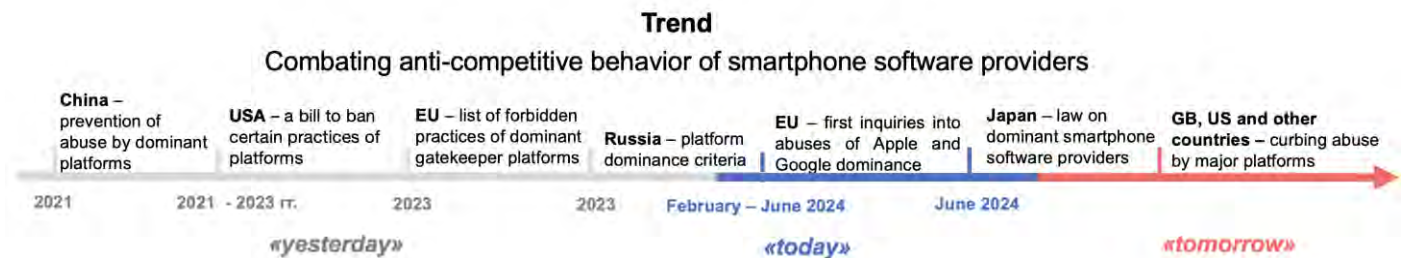 Trend
Combating anti-competitive behavior of smartphone software providers
China –
prevention of
abuse by dominant
platforms
USA – a bill to ban
certain practices of
platforms
EU – list of forbidden
practices of dominant
gatekeeper platforms
Russia – platform
dominance criteria
EU – first inquiries into
abuses of Apple and
Google dominance
Japan – law on
dominant smartphone
software providers
GB, US and other
countries – curbing abuse
by major platforms
2021
2021 - 2023 гг.
2023
2023
February – June 2024
June 2024
«yesterday»
«today»
«tomorrow»